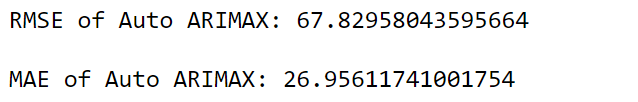 RMSE of Auto ARIMAX: 67.82958043595664
MAE of Auto ARIMAX: 26.95611741001754